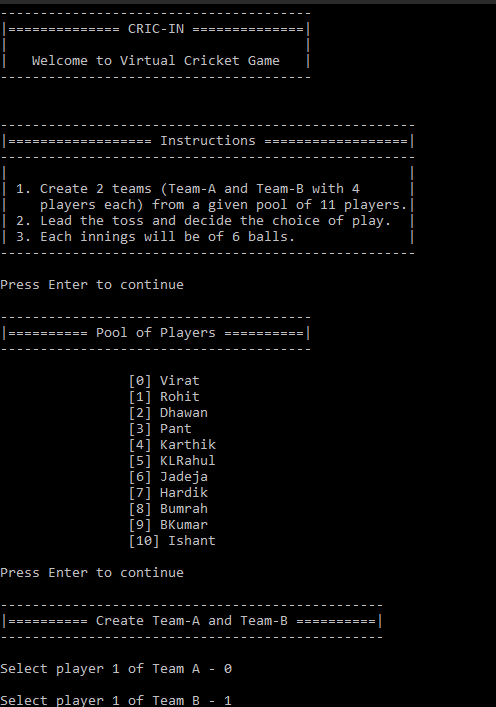 ---------------------------------------
|============== CRIC-IN ==============|
|                                     |
|   Welcome to Virtual Cricket Game   |
---------------------------------------
----------------------------------------------------
|================== Instructions ==================|
----------------------------------------------------
|                                                  |
| 1. Create 2 teams (Team-A and Team-B with 4      |
|    players each) from a given pool of 11 players.|
| 2. Lead the toss and decide the choice of play.  |
| 3. Each innings will be of 6 balls.              |
----------------------------------------------------
Press Enter to continue
---------------------------------------
|========== Pool of Players ==========|
---------------------------------------
[0] Virat
[1] Rohit
[2] Dhawan
[3] Pant
[4] Karthik
[5] KLRahul
[6] Jadeja
[7] Hardik
[8] Bumrah
[9] BKumar
[10] Ishant
Press Enter to continue
------------------------------------------------
|========== Create Team-A and Team-B ==========|
------------------------------------------------
Select player 1 of Team A - 0
Select player 1 of Team B - 1